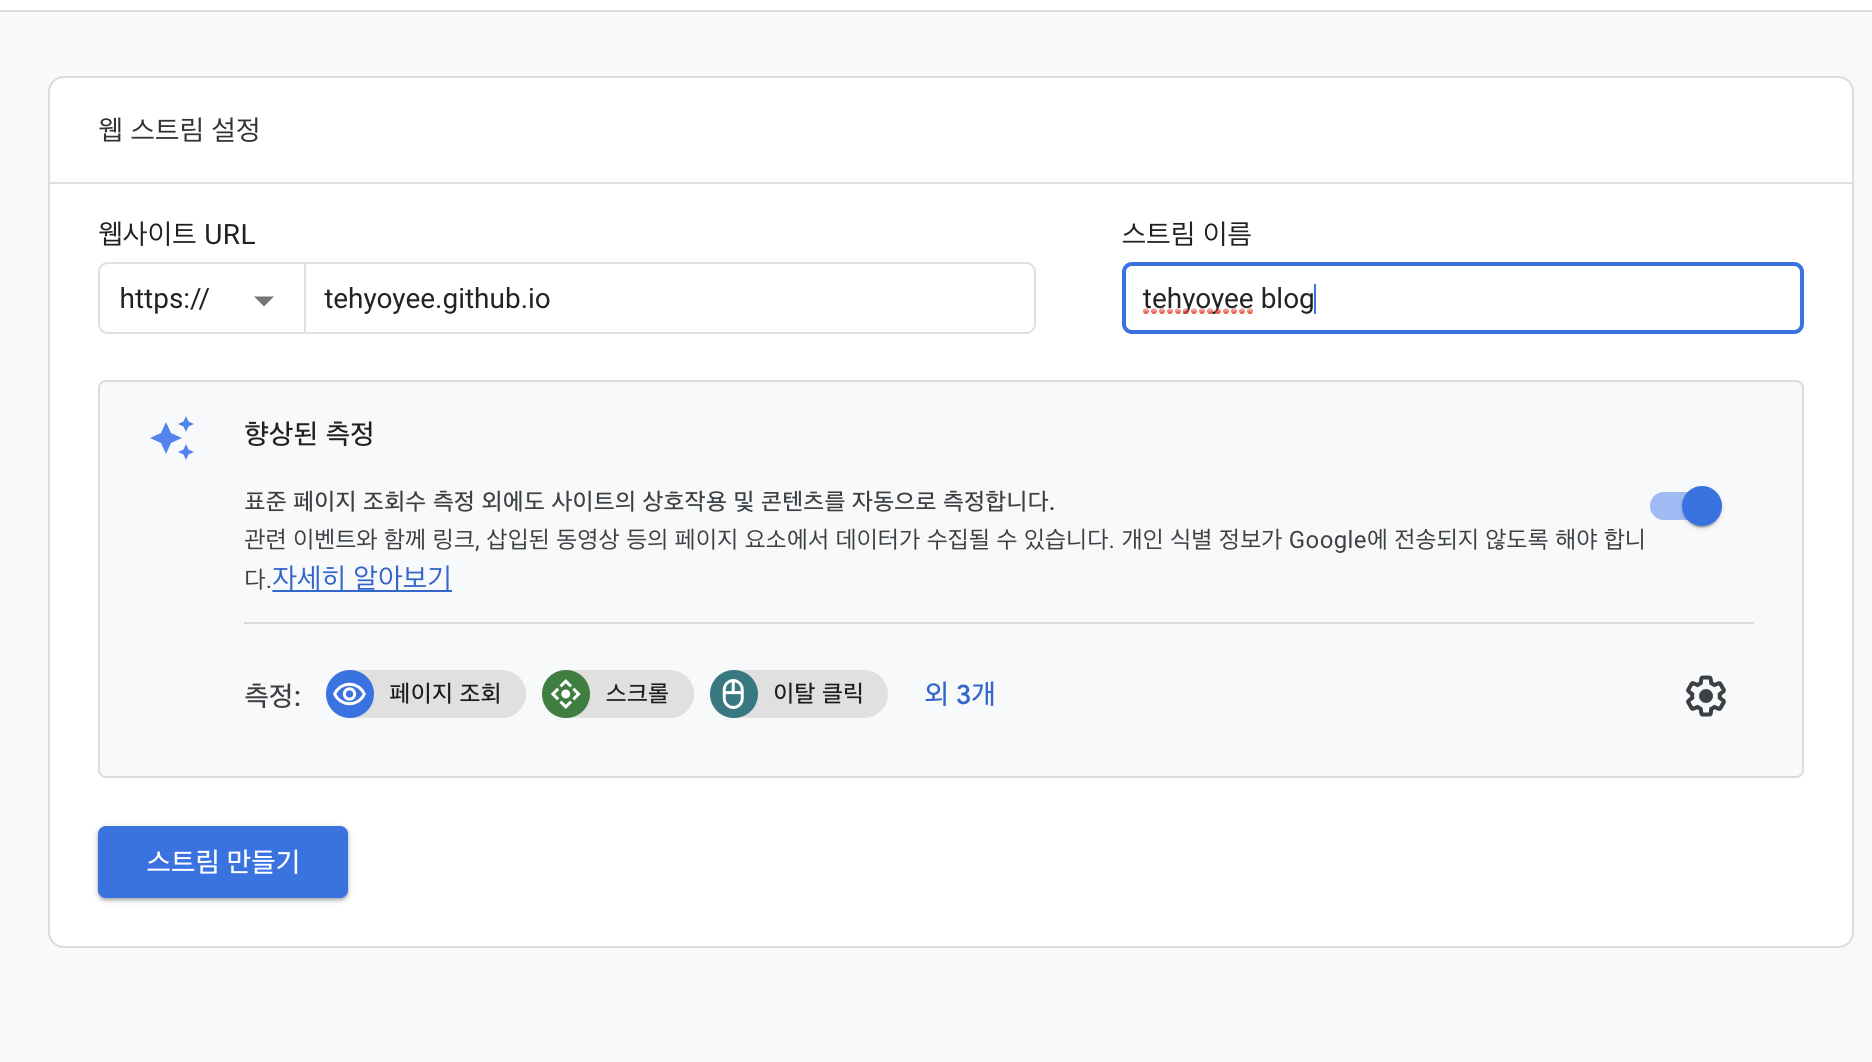 웹 스트림 설정
웹사이트 URL
스트림 이름
https://
tehyoyee.github.io
tehyoyee blog
향상된 측정
표준 페이지 조회수 측정 외에도 사이트의 상호작용 및 콘텐츠를 자동으로 측정합니다.
관련 이벤트와 함께 링크, 삽입된 동영상 등의 페이지 요소에서 데이터가 수집될 수 있습니다. 개인 식별 정보가 Google에 전송되지 않도록 해야 합니
다.자세히 알아보기
측정: 페이지 조회 스크롤 이탈 클릭 외 3개
스트림 만들기